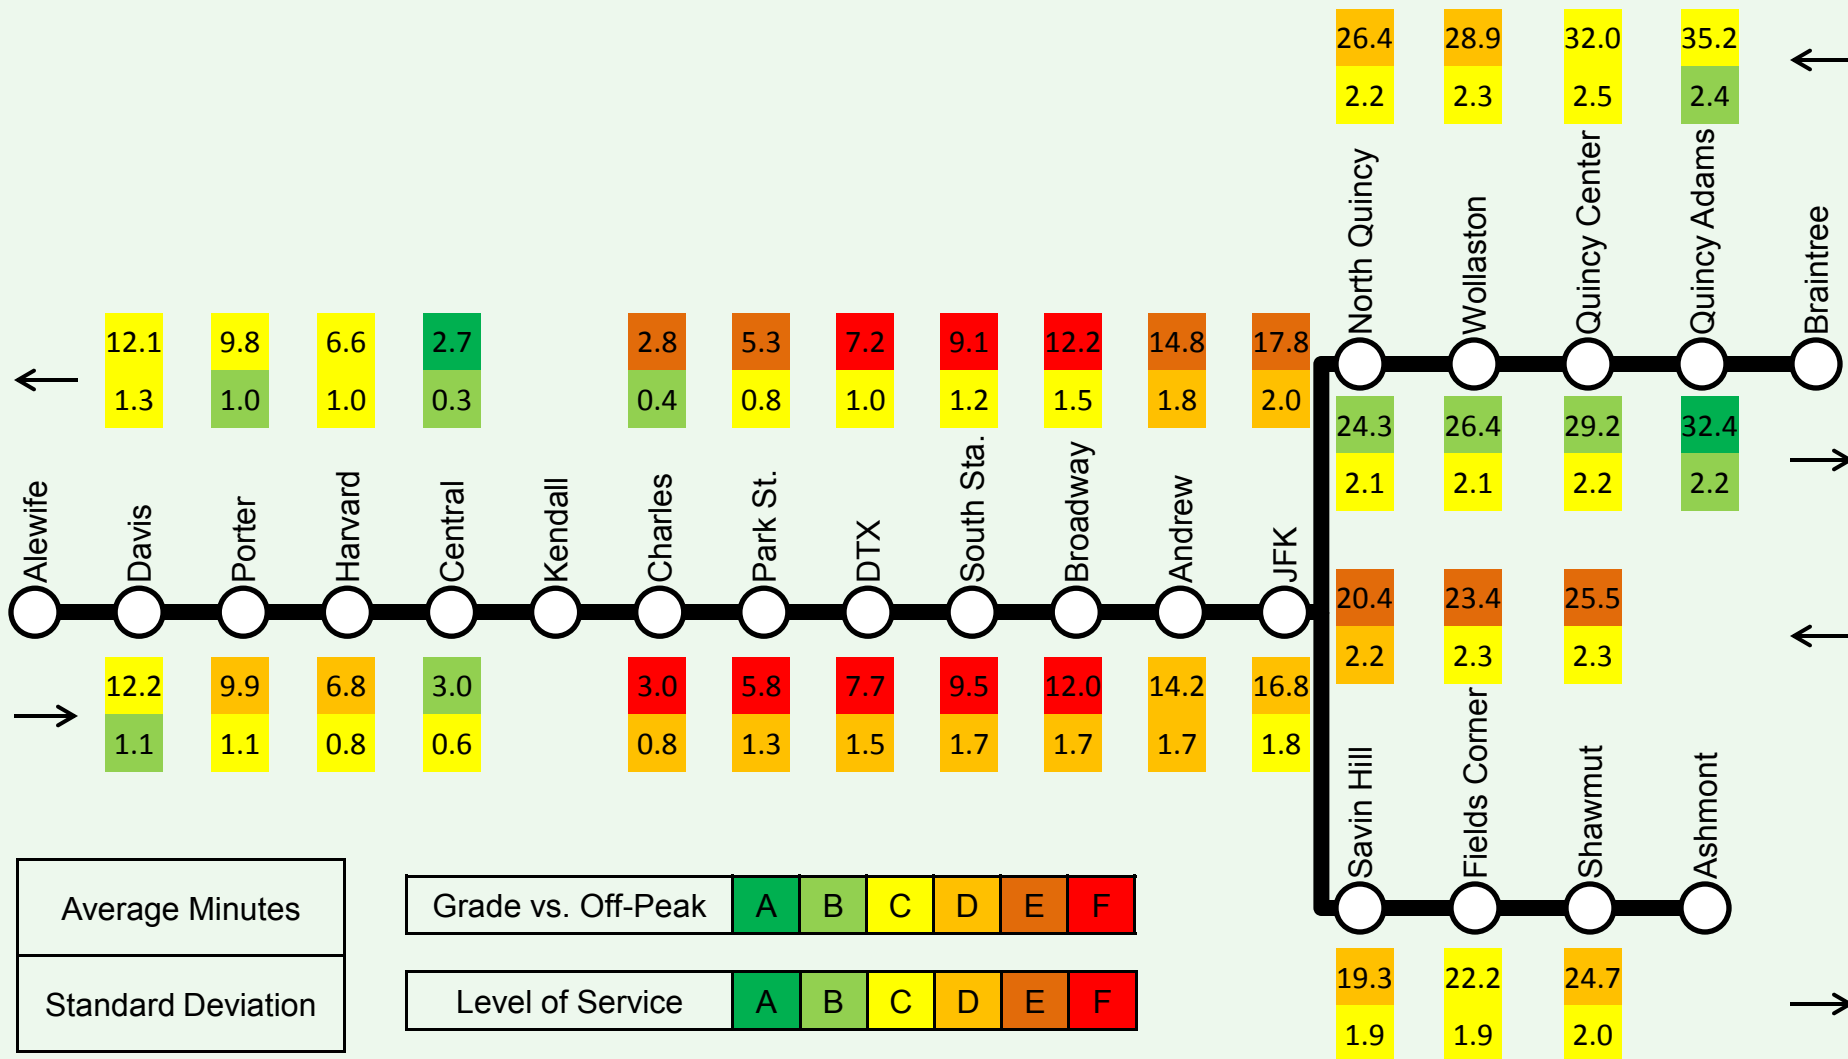 26.4 28.9 32.0 35.2
2.2 2.3 2.5 2.4
North Quincy
Wollaston
Quincy Center
Quincy Adams
Braintree
12.1 9.8 6.6 2.7 2.8 5.3 7.2 9.1 12.2 14.8 17.8
1.3 1.0 1.0 0.3 0.4 0.8 1.0 1.2 1.5 1.8 2.0
24.3 26.4 29.2 32.4
2.1 2.1 2.2 2.2
Alewife
Davis
Porter
Harvard
Central
Kendall
Charles
Park St.
DTX
South Sta.
Broadway
Andrew
JFK
20.4 23.4 25.5
2.2 2.3 2.3
12.2 9.9 6.8 3.0 3.0 5.8 7.7 9.5 12.0 14.2 16.8
1.1 1.1 0.8 0.6 0.8 1.3 1.5 1.7 1.7 1.7 1.8
Savin Hill
Fields Corner
Shawmut
Ashmont
19.3 22.2 24.7
1.9 1.9 2.0
Average Minutes
Standard Deviation
Grade vs. Off-Peak A B C D E F
Level of Service A B C D E F